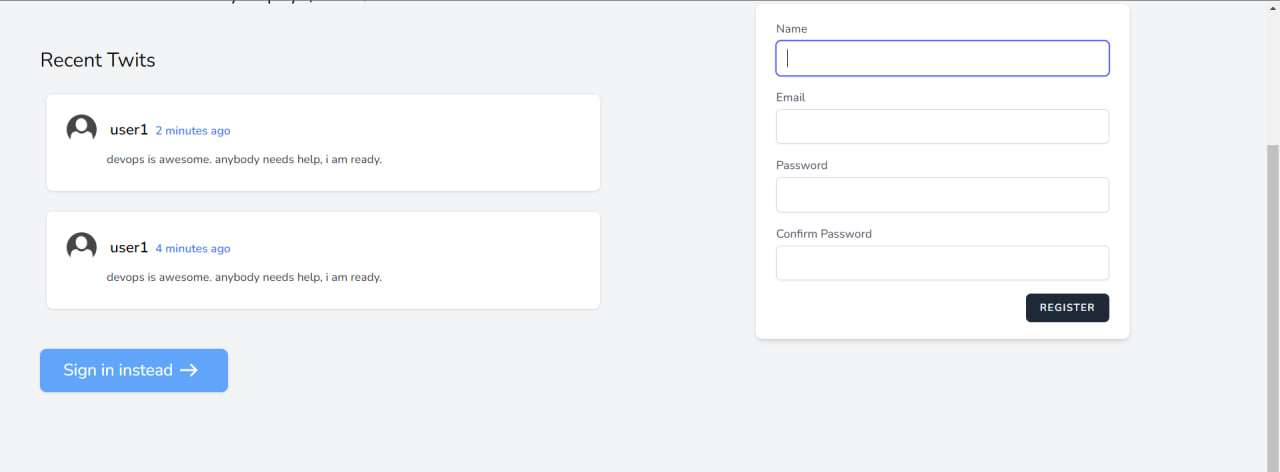 Recent Twits
user1 2 minutes ago
devops is awesome. anybody needs help, i am ready.
user1 4 minutes ago
devops is awesome. anybody needs help, i am ready.
Sign in instead →
Name
Email
Password
Confirm Password
REGISTER